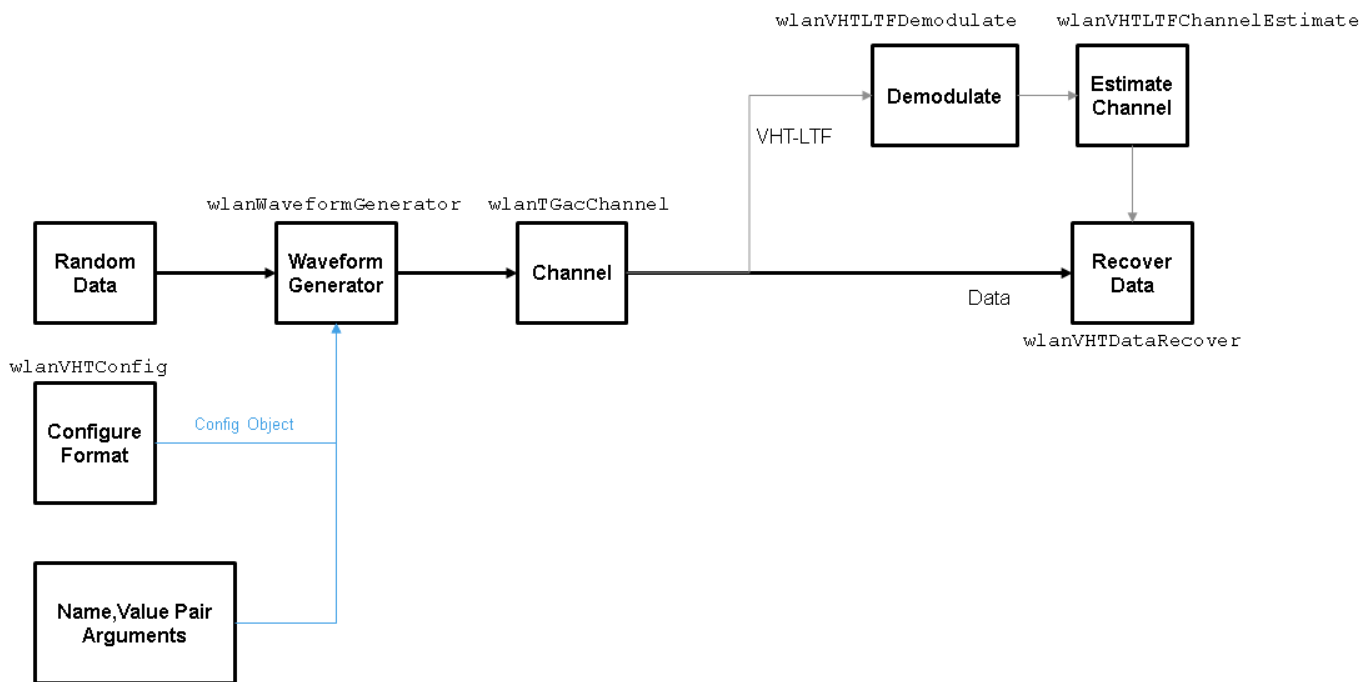 wlanVHTLTFDemodulate
wlanVHTLTFChannelEstimate
Demodulate
Estimate
Channel
VHT-LTF
wlanWaveformGenerator
wlanTGacChannel
Random
Data
Waveform
Generator
Channel
Data
Recover
Data
wlanVHTDataRecover
wlanVHTConfig
Configure
Format
Config Object
Name,Value Pair
Arguments